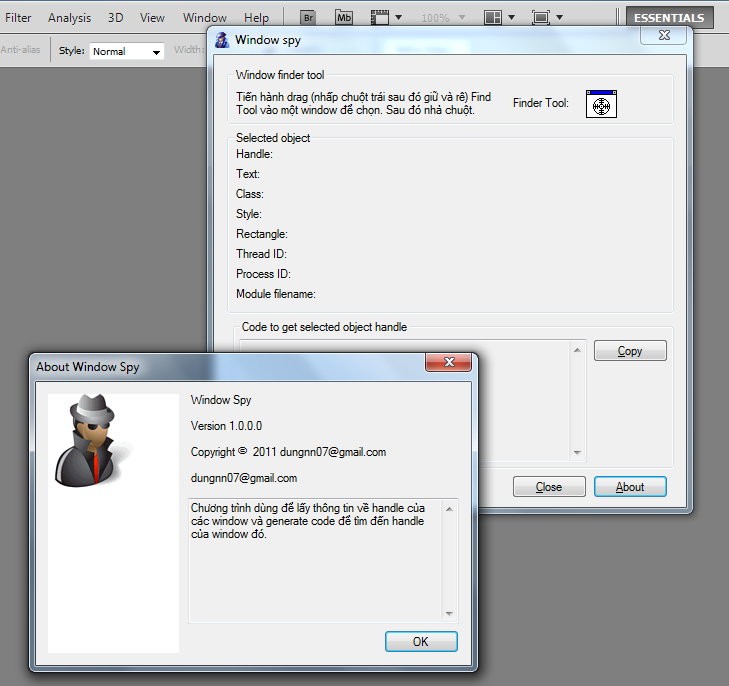 Filter Analysis 3D View Window Help Br Mb 100% ESSENTIALS
Anti-alias Style: Normal Width:
Window spy
Window finder tool
Tiến hành drag (nhấp chuột trái sau đó giữ và rê) Find
Tool vào một window để chọn. Sau đó nhả chuột.
Finder Tool:
Selected object
Handle:
Text:
Class:
Style:
Rectangle:
Thread ID:
Process ID:
Module filename:
Code to get selected object handle
Copy
Close About
About Window Spy
Window Spy
Version 1.0.0.0
Copyright © 2011 dungnn07@gmail.com
dungnn07@gmail.com
Chương trình dùng để lấy thông tin về handle của
các window và generate code để tìm đến handle
của window đó.
OK